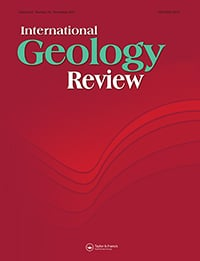 International
Geology
Review
Taylor & Francis